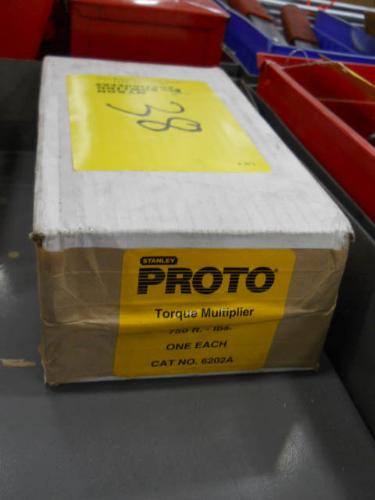 38
STANLEY
PROTO®
Torque Multiplier
750 ft. - lbs.
ONE EACH
CAT NO. 6202A